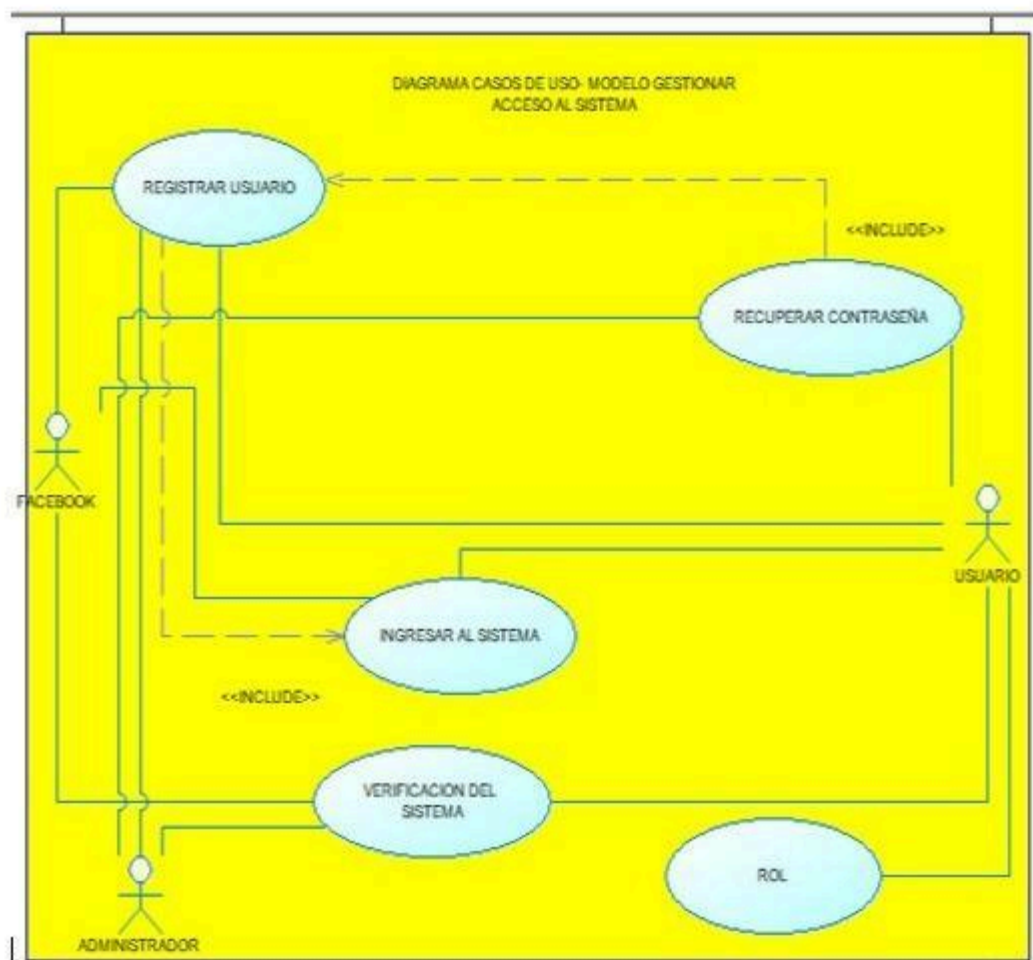 DIAGRAMA CASOS DE USO- MODELO GESTIONAR
ACCESO AL SISTEMA
REGISTRAR USUARIO
<<INCLUDE>>
RECUPERAR CONTRASEÑA
FACEBOOK
USUARIO
INGRESAR AL SISTEMA
<<INCLUDE>>
VERIFICACION DEL
SISTEMA
ROL
ADMINISTRADOR